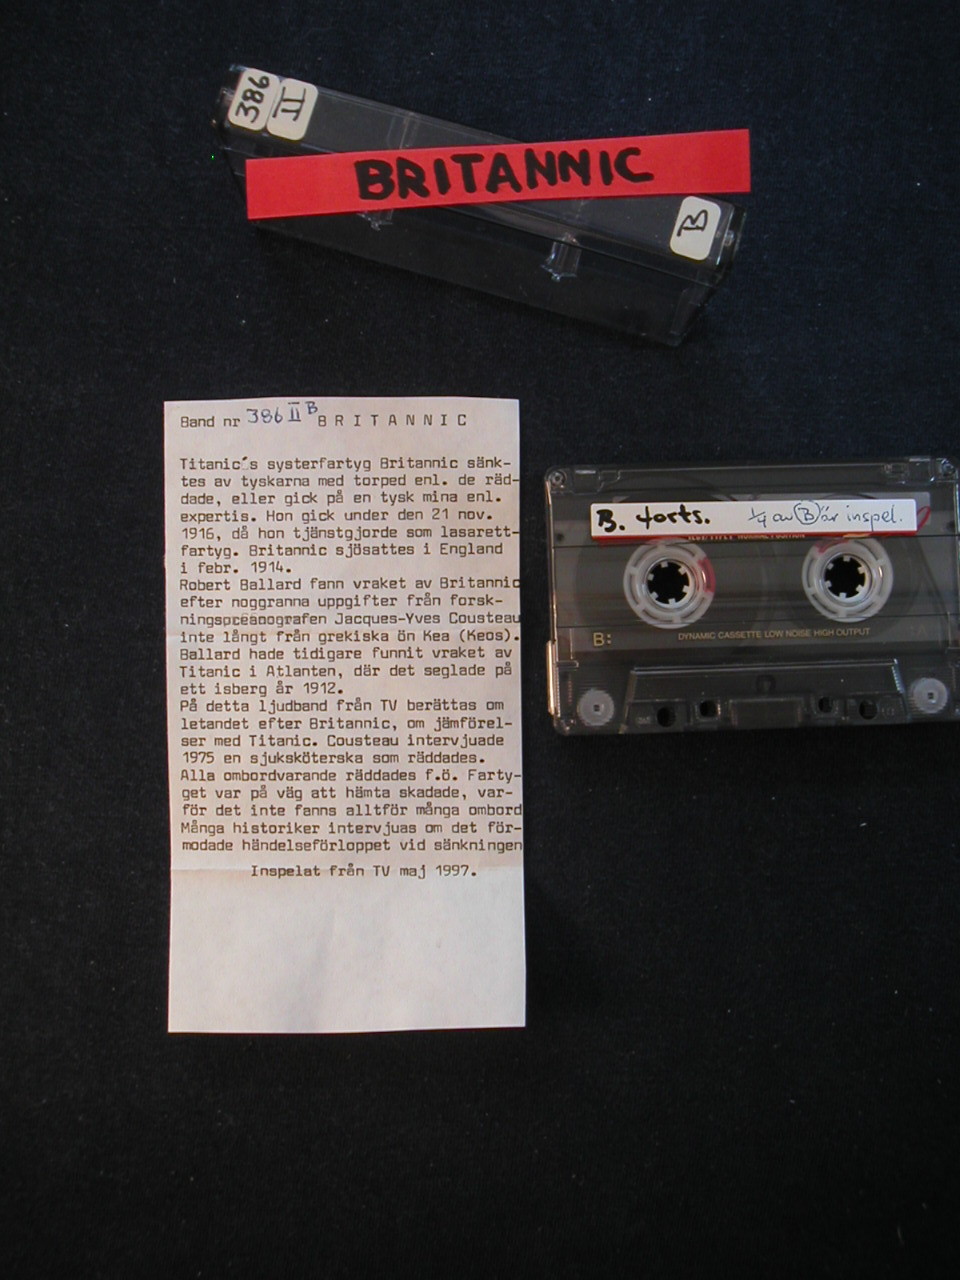 386
II
BRITANNIC
B
Band nr 386 II B B R I T A N N I C
Titanic´s systerfartyg Britannic sänk-
tes av tyskarna med torped enl. de räd-
dade, eller gick på en tysk mina enl.
expertis. Hon gick under den 21 nov.
1916, då hon tjänstgjorde som lasarett-
fartyg. Britannic sjösattes i England
i febr. 1914.
Robert Ballard fann vraket av Britannic
efter noggranna uppgifter från forsk-
ningsoceanografen Jacques-Yves Cousteau
inte långt från grekiska ön Kea (Keos).
Ballard hade tidigare funnit vraket av
Titanic i Atlanten, där det seglade på
ett isberg år 1912.
På detta ljudband från TV berättas om
letandet efter Britannic, om jämförel-
ser med Titanic. Cousteau intervjuade
1975 en sjuksköterska som räddades.
Alla ombordvarande räddades f.ö. Farty-
get var på väg att hämta skadade, var-
för det inte fanns alltför många ombord
Många historiker intervjuas om det för-
modade händelseförloppet vid sänkningen
Inspelat från TV maj 1997.
B. forts. 1/4 av B är inspel.
B: DYNAMIC CASSETTE LOW NOISE HIGH OUTPUT